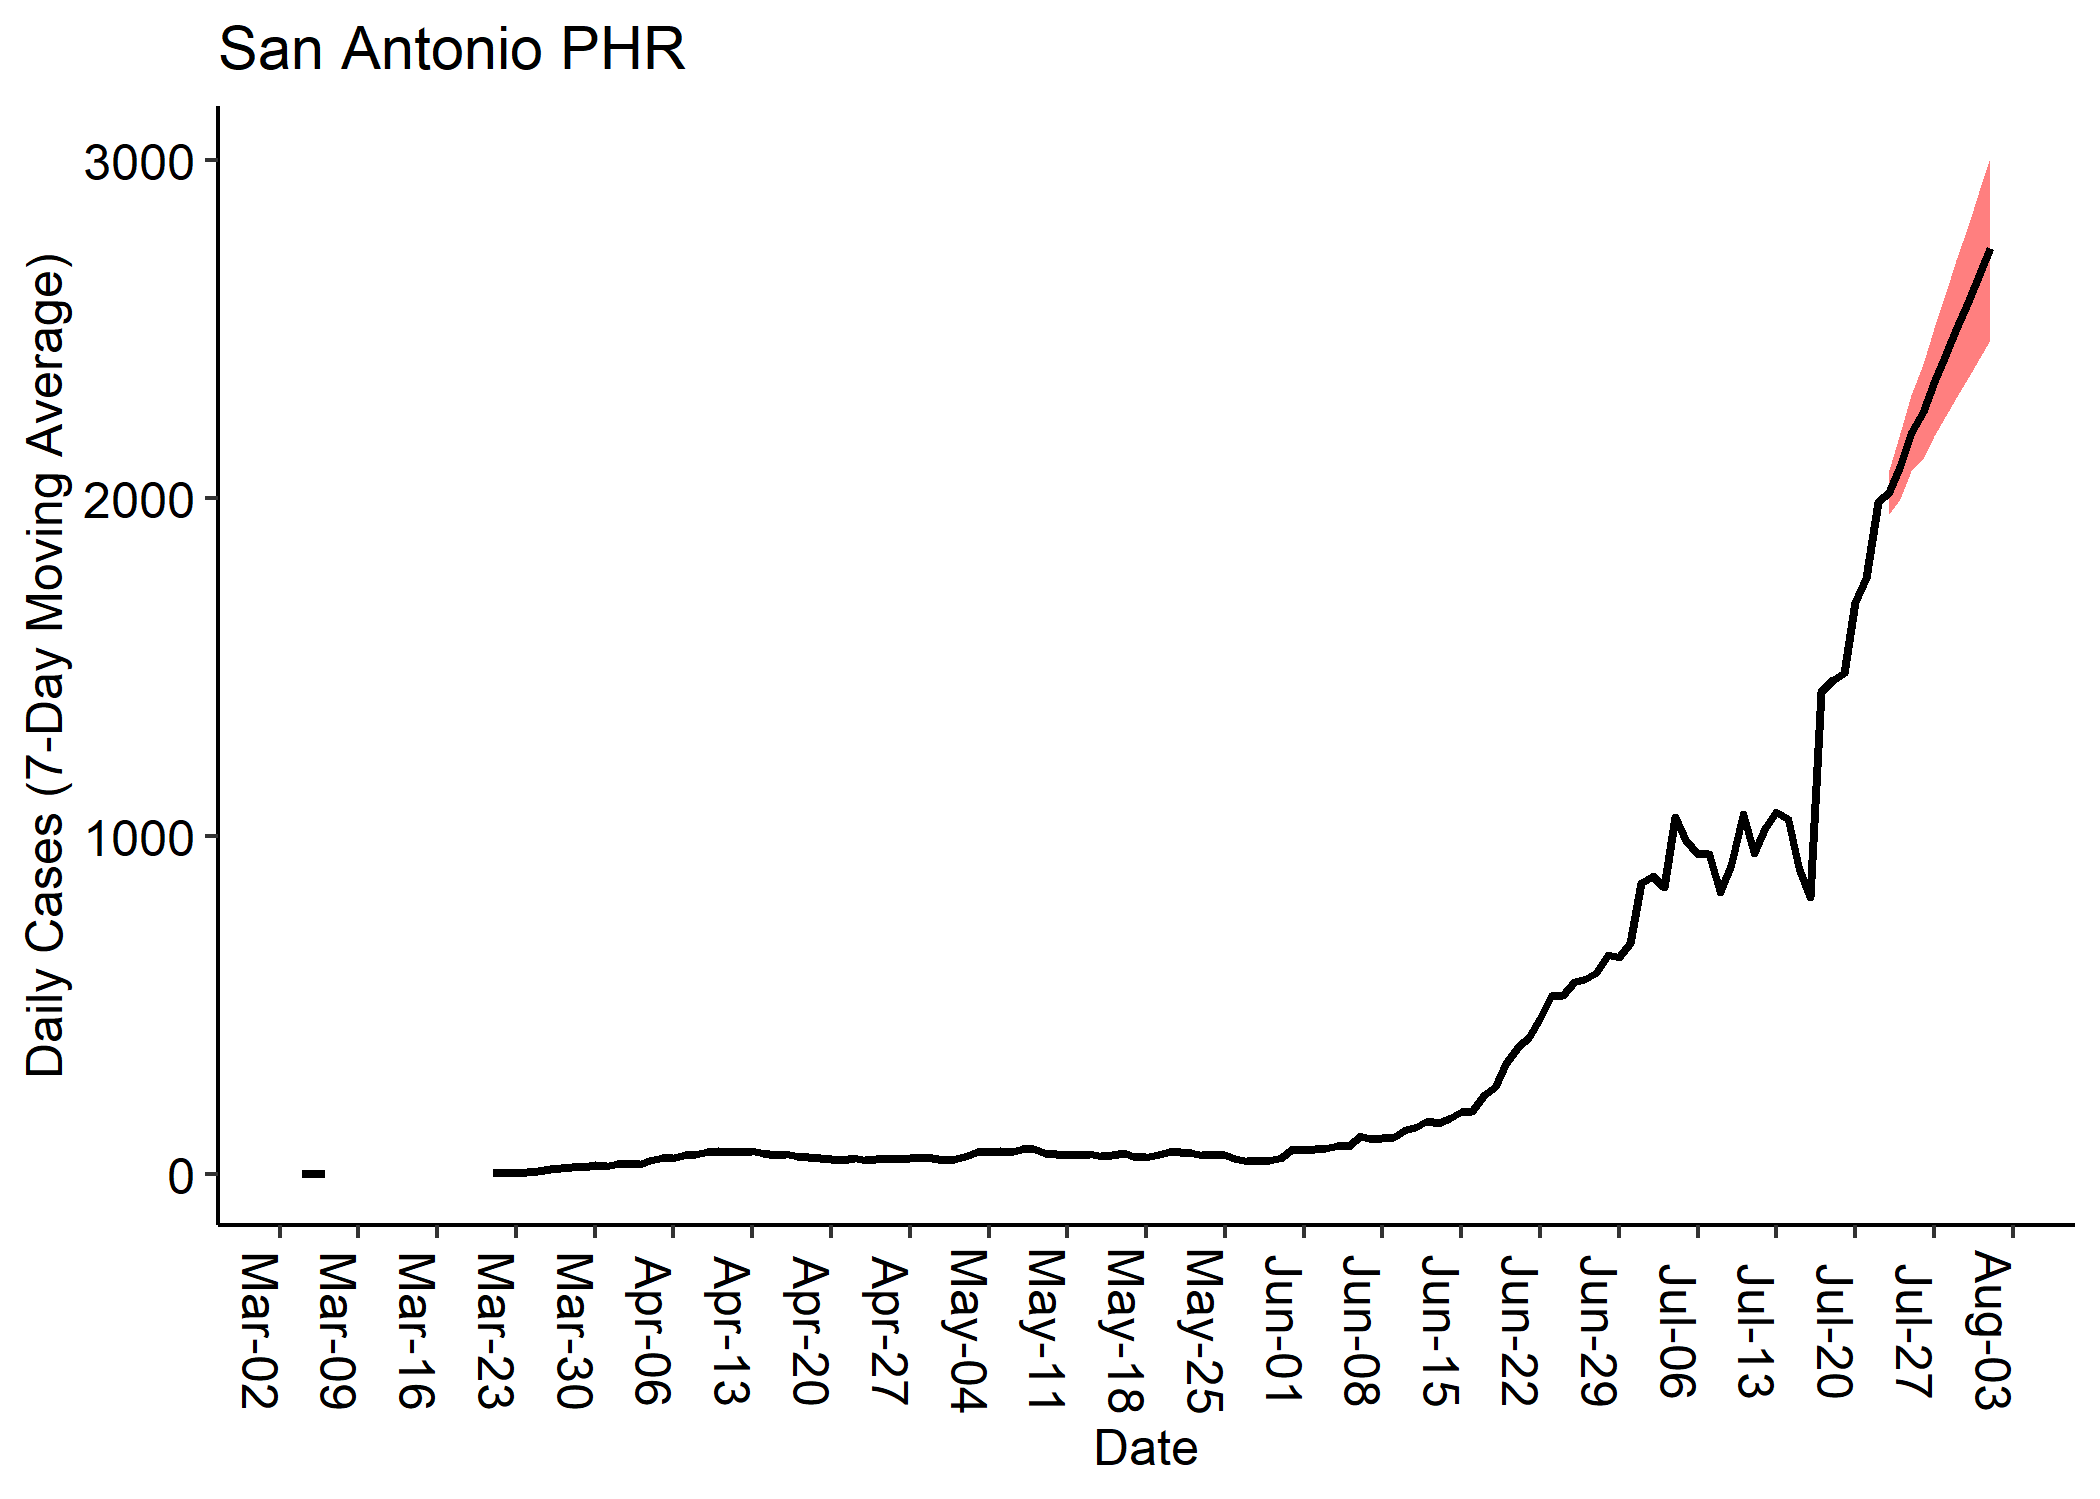 San Antonio PHR
Daily Cases (7-Day Moving Average)
3000
2000
1000
0
Mar-02
Mar-09
Mar-16
Mar-23
Mar-30
Apr-06
Apr-13
Apr-20
Apr-27
May-04
May-11
May-18
May-25
Jun-01
Jun-08
Jun-15
Jun-22
Jun-29
Jul-06
Jul-13
Jul-20
Jul-27
Aug-03
Date